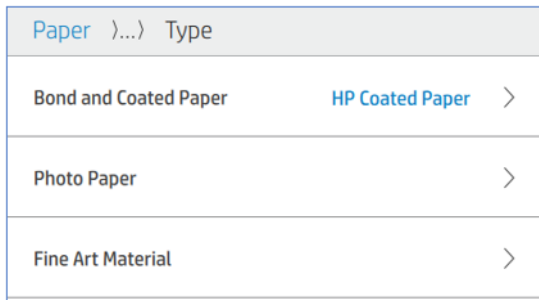 Paper 〉...〉 Type
Bond and Coated Paper HP Coated Paper
Photo Paper
Fine Art Material